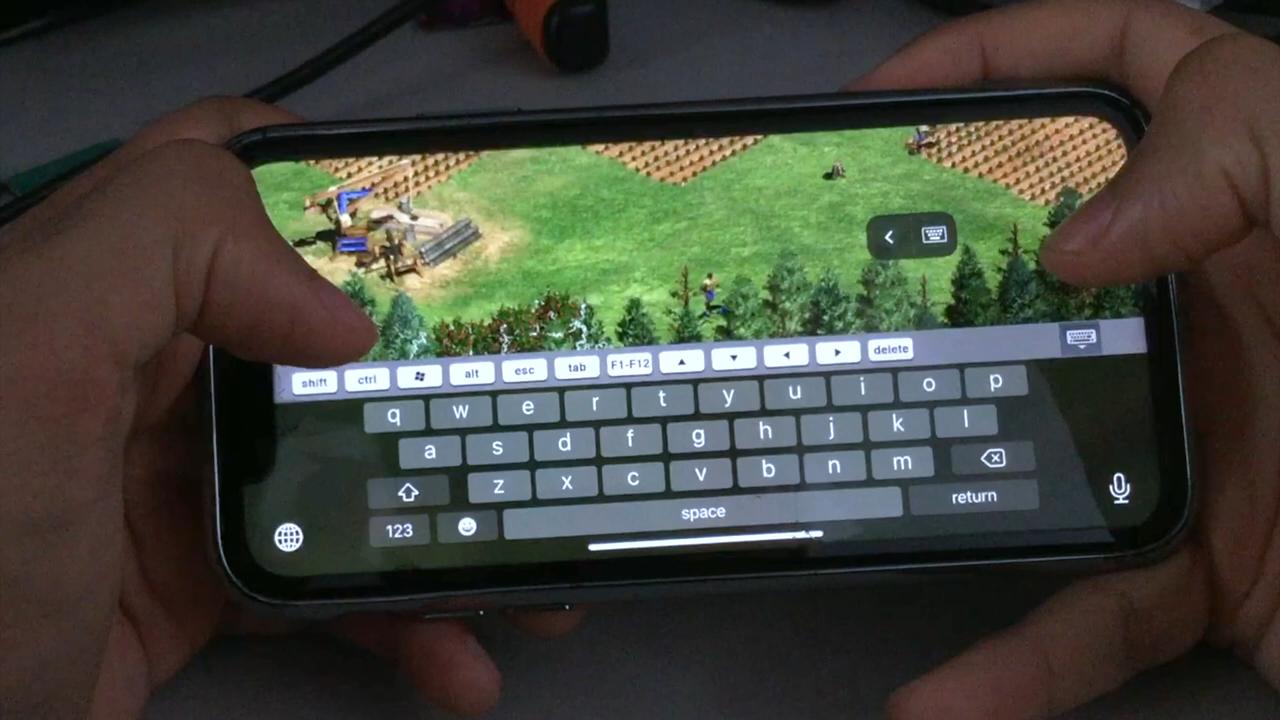 shift ctrl alt esc tab F1-F12 delete
q w e r t y u i o p
a s d f g h j k l
z x c v b n m
123 space return